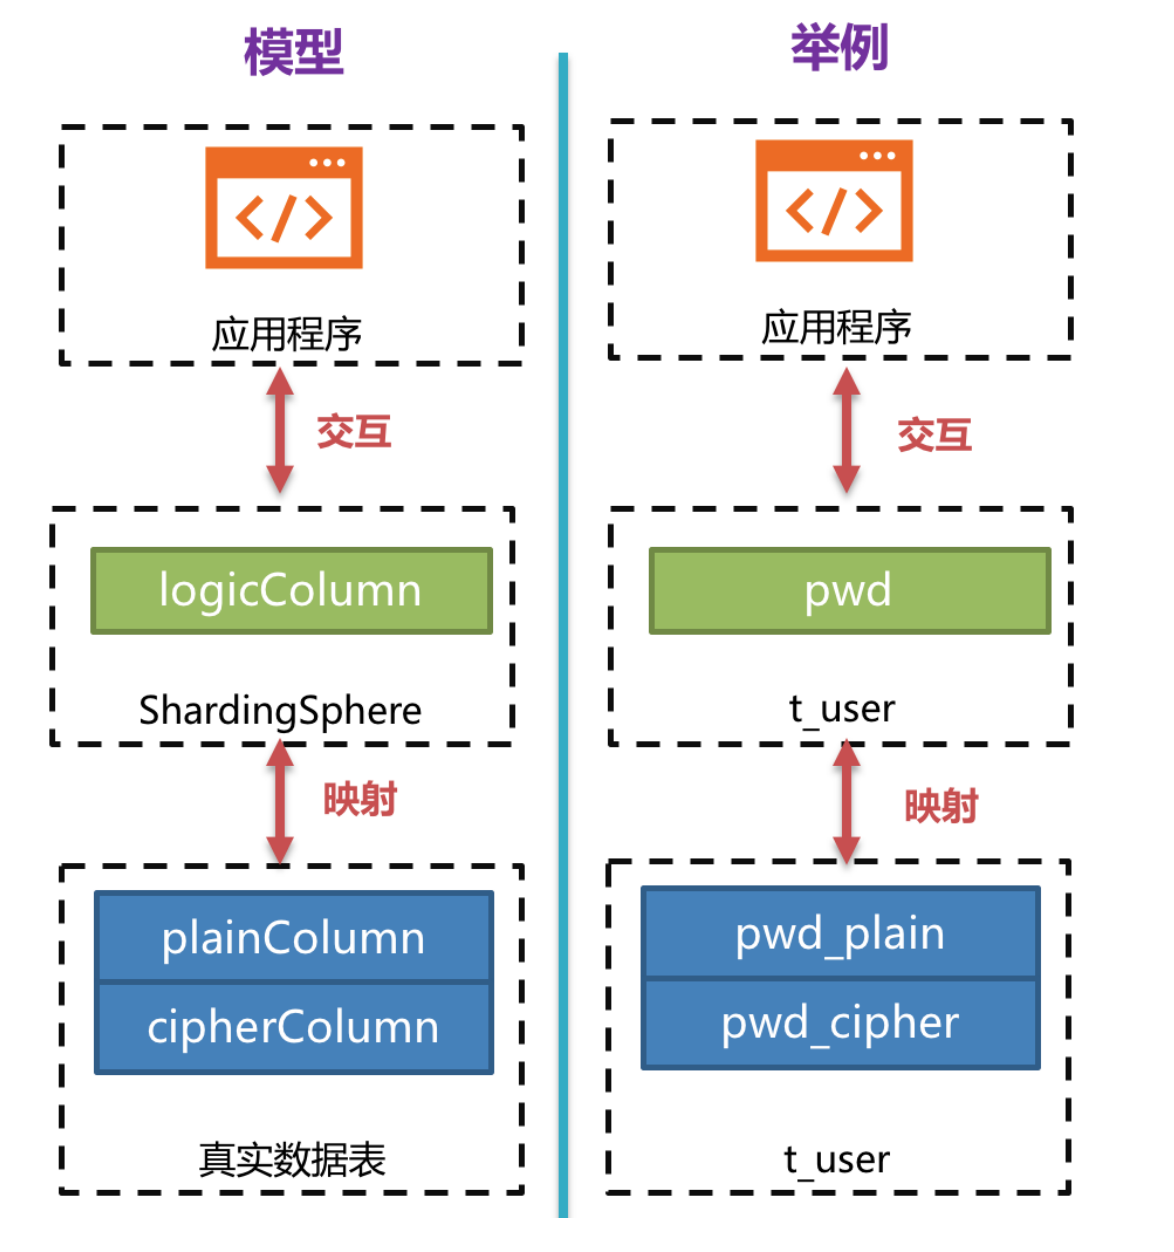 模型
应用程序
交互
logicColumn
ShardingSphere
映射
plainColumn
cipherColumn
真实数据表
举例
应用程序
交互
pwd
t_user
映射
pwd_plain
pwd_cipher
t_user